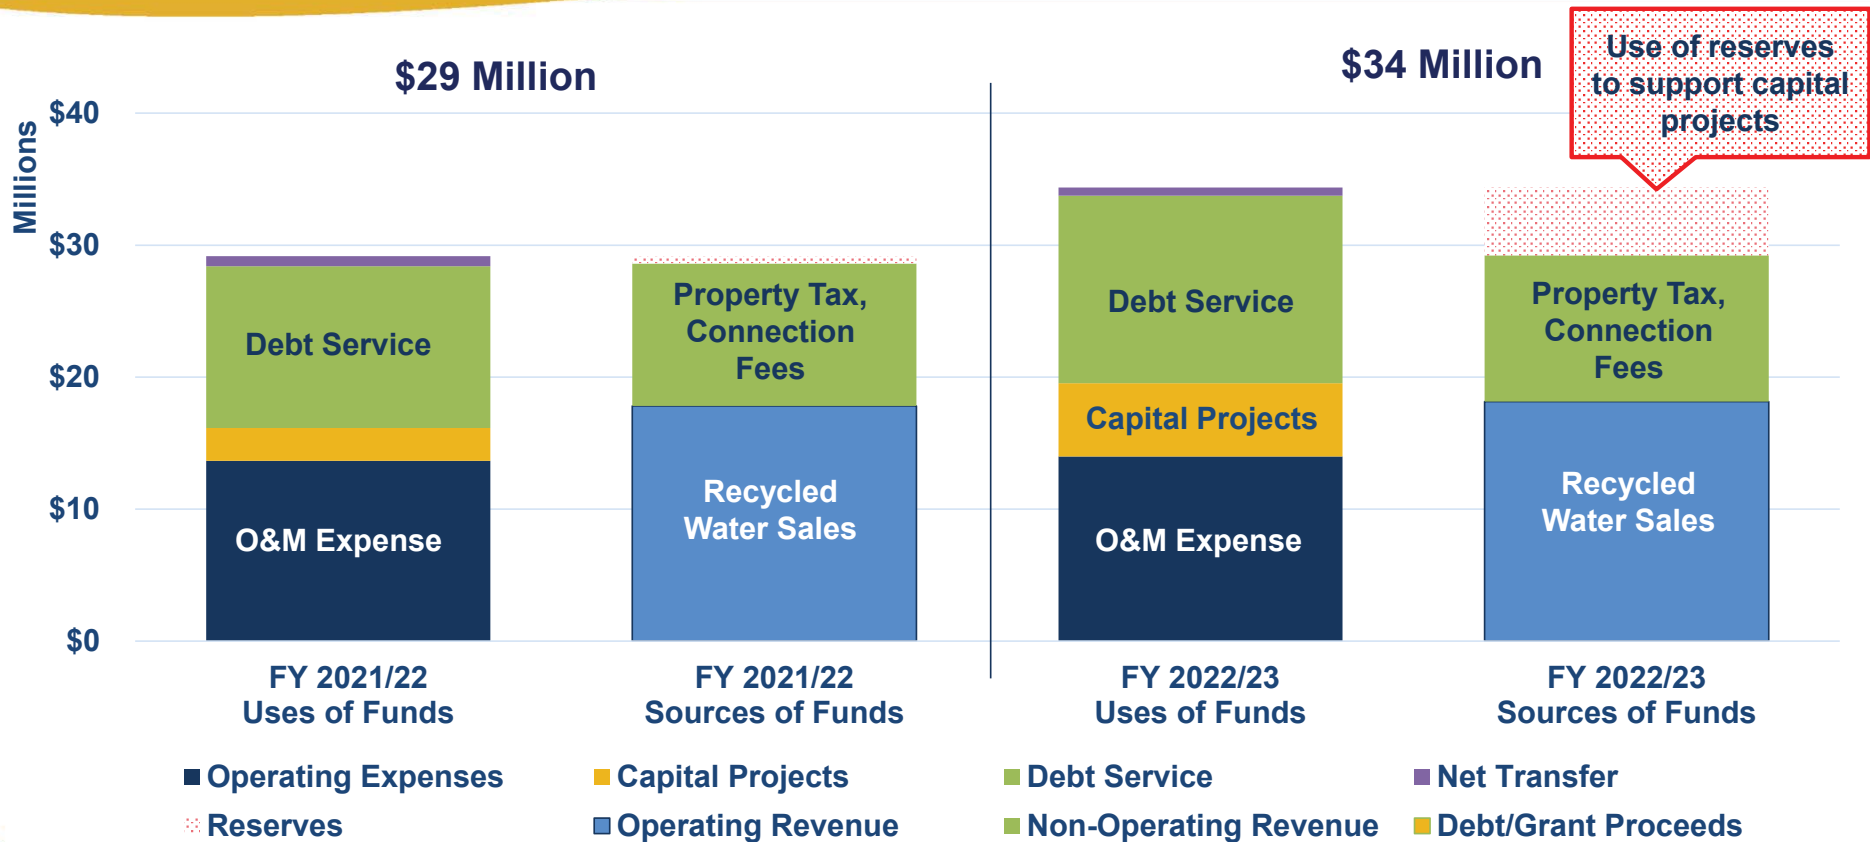 $29 Million
$34 Million
Use of reserves
to support capital
projects
Millions
$40
$30
$20
$10
$0
Debt Service
O&M Expense
Property Tax,
Connection
Fees
Recycled
Water Sales
Debt Service
Capital Projects
O&M Expense
Property Tax,
Connection
Fees
Recycled
Water Sales
FY 2021/22
Uses of Funds
FY 2021/22
Sources of Funds
FY 2022/23
Uses of Funds
FY 2022/23
Sources of Funds
Operating Expenses
Capital Projects
Debt Service
Net Transfer
Reserves
Operating Revenue
Non-Operating Revenue
Debt/Grant Proceeds